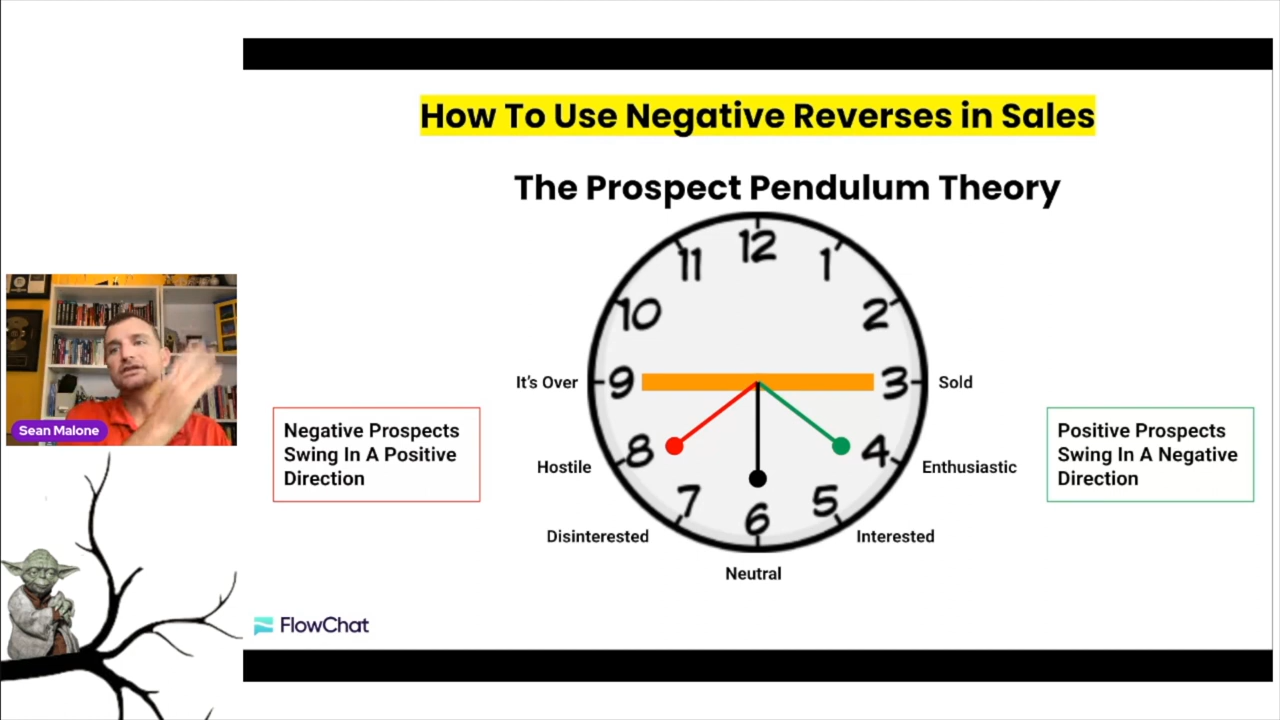 How To Use Negative Reverses in Sales
The Prospect Pendulum Theory
12
11
1
10
2
It's Over
9
3
Sold
Sean Malone
Negative Prospects
Swing In A Positive
Direction
8
4
Hostile
Enthusiastic
Positive Prospects
Swing In A Negative
Direction
7
5
6
Disinterested
Interested
Neutral
FlowChat